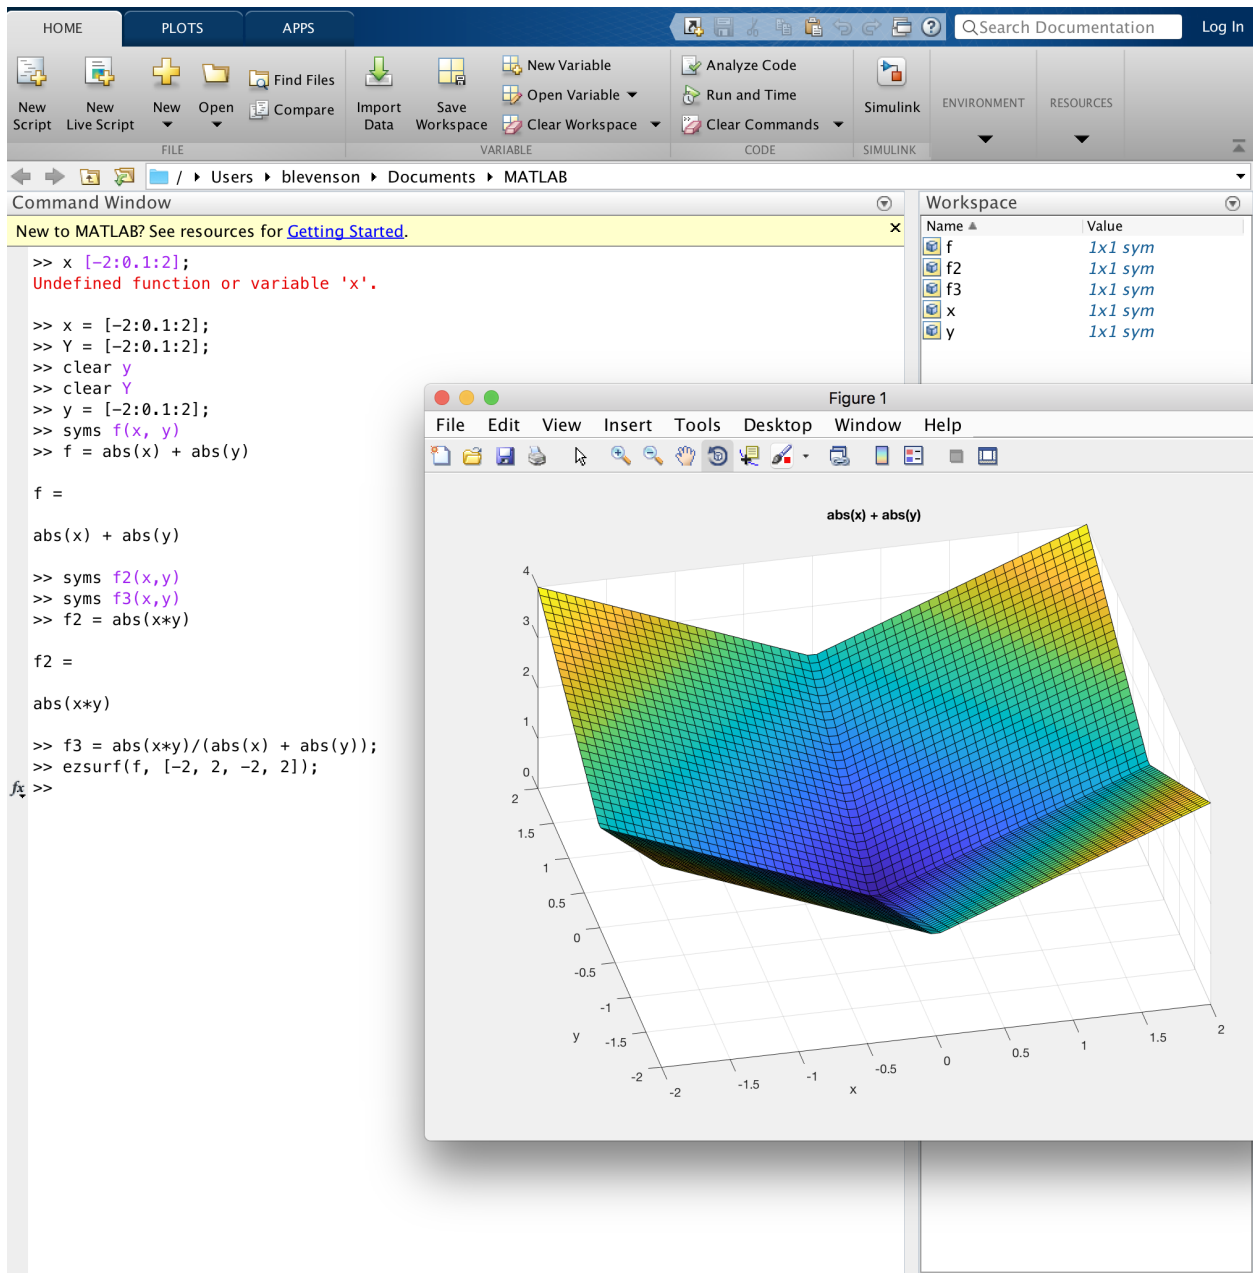 HOME PLOTS APPS
Search Documentation Log In
New Script
New Live Script
New
Open
Find Files
Compare
Import Data
Save Workspace
New Variable
Open Variable
Clear Workspace
Analyze Code
Run and Time
Clear Commands
Simulink
ENVIRONMENT
RESOURCES
FILE VARIABLE CODE SIMULINK
/ Users blevenson Documents MATLAB
Command Window
New to MATLAB? See resources for Getting Started.
>> x [-2:0.1:2];
Undefined function or variable 'x'.
>> x = [-2:0.1:2];
>> Y = [-2:0.1:2];
>> clear y
>> clear Y
>> y = [-2:0.1:2];
>> syms f(x, y)
>> f = abs(x) + abs(y)
f =
abs(x) + abs(y)
>> syms f2(x,y)
>> syms f3(x,y)
>> f2 = abs(x*y)
f2 =
abs(x*y)
>> f3 = abs(x*y)/(abs(x) + abs(y));
>> ezsurf(f, [-2, 2, -2, 2]);
fx >>
Workspace
Name Value
f 1x1 sym
f2 1x1 sym
f3 1x1 sym
x 1x1 sym
y 1x1 sym
Figure 1
File Edit View Insert Tools Desktop Window Help
abs(x) + abs(y)
4
3
2
1
0
2
1.5
1
0.5
0
-0.5
-1
-1.5
-2
y
-2
-1.5
-1
-0.5
0
0.5
1
1.5
2
x